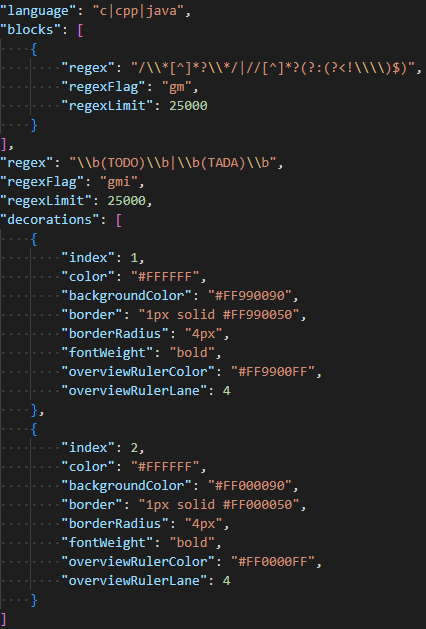 "language": "c|cpp|java",
"blocks": [
    {
        "regex": "/\\*[^]*?\\*/|//[^]*?(?:(?<!\\\\)$)",
        "regexFlag": "gm",
        "regexLimit": 25000
    }
],
"regex": "\\b(TODO)\\b|\\b(TADA)\\b",
"regexFlag": "gmi",
"regexLimit": 25000,
"decorations": [
    {
        "index": 1,
        "color": "#FFFFFF",
        "backgroundColor": "#FF990090",
        "border": "1px solid #FF990050",
        "borderRadius": "4px",
        "fontWeight": "bold",
        "overviewRulerColor": "#FF9900FF",
        "overviewRulerLane": 4
    },
    {
        "index": 2,
        "color": "#FFFFFF",
        "backgroundColor": "#FF000090",
        "border": "1px solid #FF000050",
        "borderRadius": "4px",
        "fontWeight": "bold",
        "overviewRulerColor": "#FF0000FF",
        "overviewRulerLane": 4
    }
]